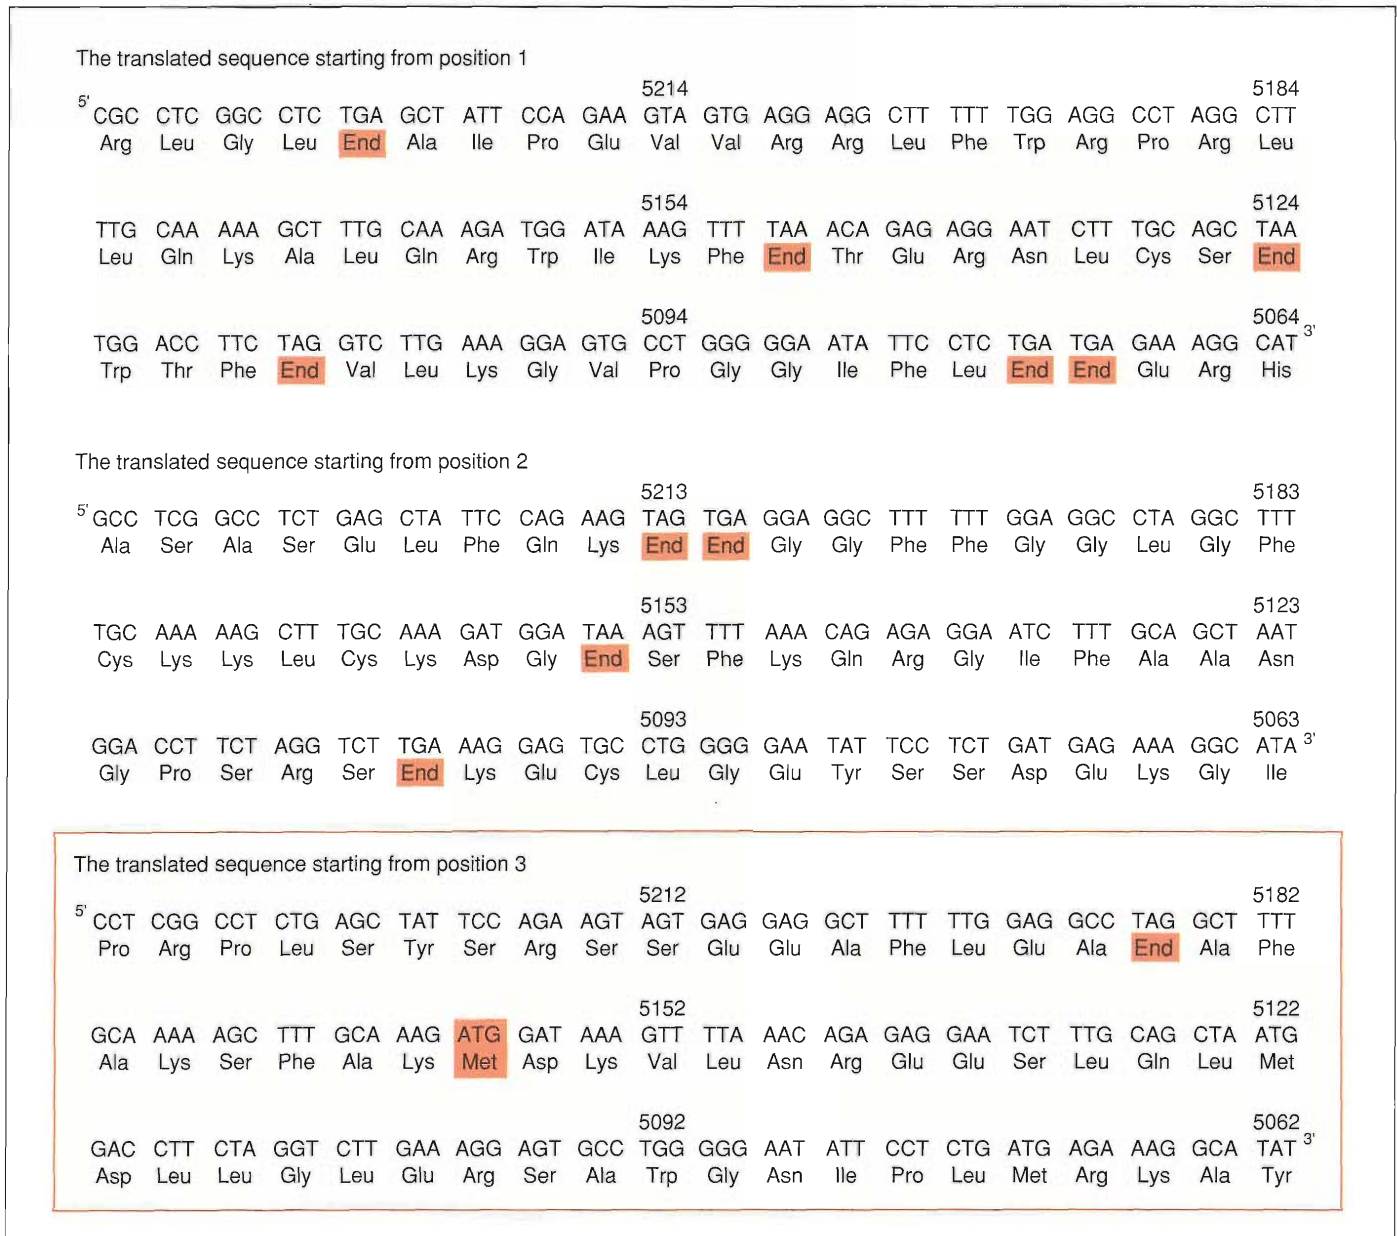 The translated sequence starting from position 1
5214 5184
5' CGC CTC GGC CTC TGA GCT ATT CCA GAA GTA GTG AGG AGG CTT TTT TGG AGG CCT AGG CTT
Arg Leu Gly Leu End Ala Ile Pro Glu Val Val Arg Arg Leu Phe Trp Arg Pro Arg Leu
5154 5124
TTG CAA AAA GCT TTG CAA AGA TGG ATA AAG TTT TAA ACA GAG AGG AAT CTT TGC AGC TAA
Leu Gln Lys Ala Leu Gln Arg Trp Ile Lys Phe End Thr Glu Arg Asn Leu Cys Ser End
5094 5064
TGG ACC TTC TAG GTC TTG AAA GGA GTG CCT GGG GGA ATA TTC CTC TGA TGA GAA AGG CAT 3'
Trp Thr Phe End Val Leu Lys Gly Val Pro Gly Gly Ile Phe Leu End End Glu Arg His
The translated sequence starting from position 2
5213 5183
5' GCC TCG GCC TCT GAG CTA TTC CAG AAG TAG TGA GGA GGC TTT TTT GGA GGC CTA GGC TTT
Ala Ser Ala Ser Glu Leu Phe Gln Lys End End Gly Gly Phe Phe Gly Gly Leu Gly Phe
5153 5123
TGC AAA AAG CTT TGC AAA GAT GGA TAA AGT TTT AAA CAG AGA GGA ATC TTT GCA GCT AAT
Cys Lys Lys Leu Cys Lys Asp Gly End Ser Phe Lys Gln Arg Gly Ile Phe Ala Ala Asn
5093 5063
GGA CCT TCT AGG TCT TGA AAG GAG TGC CTG GGG GAA TAT TCC TCT GAT GAG AAA GGC ATA 3'
Gly Pro Ser Arg Ser End Lys Glu Cys Leu Gly Glu Tyr Ser Ser Asp Glu Lys Gly Ile
The translated sequence starting from position 3
5212 5182
5' CCT CGG CCT CTG AGC TAT TCC AGA AGT AGT GAG GAG GCT TTT TTG GAG GCC TAG GCT TTT
Pro Arg Pro Leu Ser Tyr Ser Arg Ser Ser Glu Glu Ala Phe Leu Glu Ala End Ala Phe
5152 5122
GCA AAA AGC TTT GCA AAG ATG GAT AAA GTT TTA AAC AGA GAG GAA TCT TTG CAG CTA ATG
Ala Lys Ser Phe Ala Lys Met Asp Lys Val Leu Asn Arg Glu Glu Ser Leu Gln Leu Met
5092 5062
GAC CTT CTA GGT CTT GAA AGG AGT GCC TGG GGG AAT ATT CCT CTG ATG AGA AAG GCA TAT 3'
Asp Leu Leu Gly Leu Glu Arg Ser Ala Trp Gly Asn Ile Pro Leu Met Arg Lys Ala Tyr